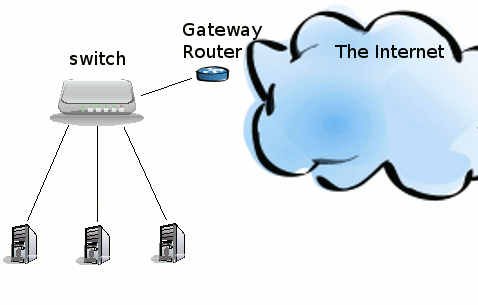 Gateway
Router
The Internet
switch